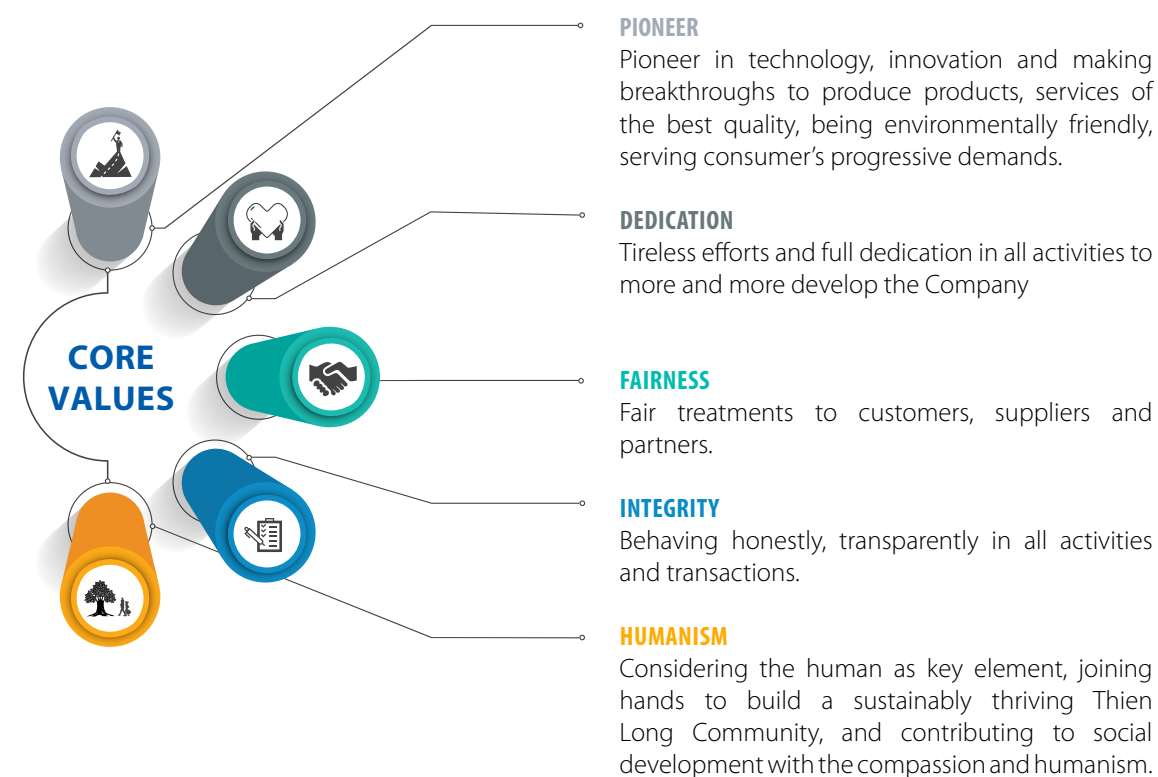 CORE
VALUES
PIONEER
Pioneer in technology, innovation and making
breakthroughs to produce products, services of
the best quality, being environmentally friendly,
serving consumer’s progressive demands.
DEDICATION
Tireless efforts and full dedication in all activities to
more and more develop the Company
FAIRNESS
Fair treatments to customers, suppliers and
partners.
INTEGRITY
Behaving honestly, transparently in all activities
and transactions.
HUMANISM
Considering the human as key element, joining
hands to build a sustainably thriving Thien
Long Community, and contributing to social
development with the compassion and humanism.